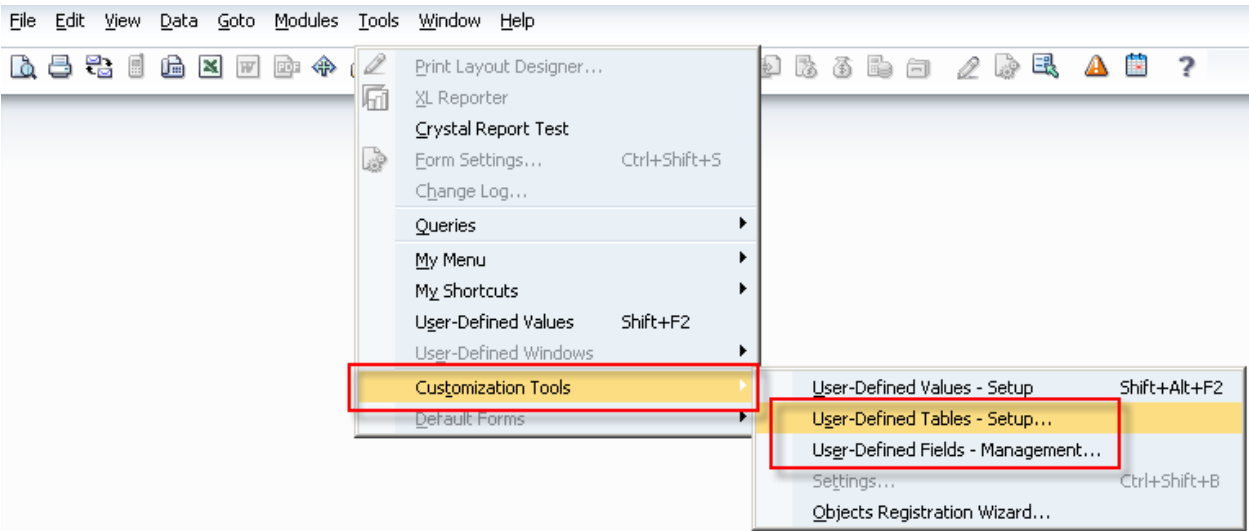 File Edit View Data Goto Modules Tools Window Help
Print Layout Designer...
XL Reporter
Crystal Report Test
Form Settings... Ctrl+Shift+S
Change Log...
Queries
My Menu
My Shortcuts
User-Defined Values Shift+F2
User-Defined Windows
Customization Tools
Default Forms
User-Defined Values - Setup Shift+Alt+F2
User-Defined Tables - Setup...
User-Defined Fields - Management...
Settings... Ctrl+Shift+B
Objects Registration Wizard...